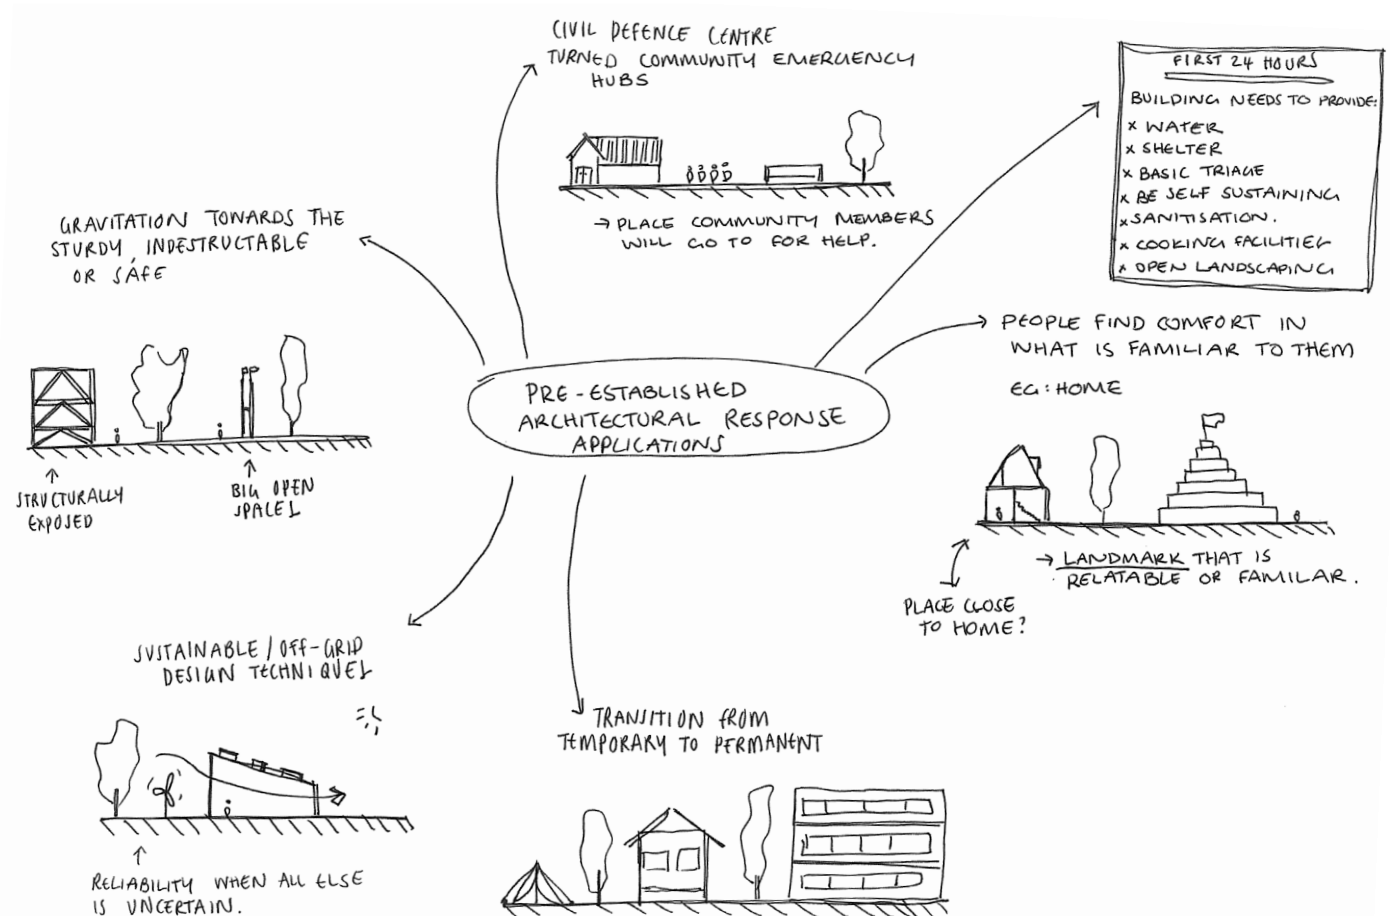 CIVIL DEFENCE CENTRE
TURNED COMMUNITY EMERGENCY
HUBS
→ PLACE COMMUNITY MEMBERS
WILL GO TO FOR HELP.
FIRST 24 HOURS
BUILDING NEEDS TO PROVIDE:
x WATER
x SHELTER
x BASIC TRIAGE
x BE SELF SUSTAINING
x SANITISATION.
x COOKING FACILITIES
x OPEN LANDSCAPING
GRAVITATION TOWARDS THE
STURDY, INDESTRUCTABLE
OR SAFE
STRUCTURALLY
EXPOSED
BIG OPEN
SPACES
PRE-ESTABLISHED
ARCHITECTURAL RESPONSE
APPLICATIONS
PEOPLE FIND COMFORT IN
WHAT IS FAMILIAR TO THEM
EG: HOME
→ LANDMARK THAT IS
RELATABLE OR FAMILAR.
PLACE CLOSE
TO HOME?
SUSTAINABLE/OFF-GRID
DESIGN TECHNIQUES
RELIABILITY WHEN ALL ELSE
IS UNCERTAIN.
TRANSITION FROM
TEMPORARY TO PERMANENT